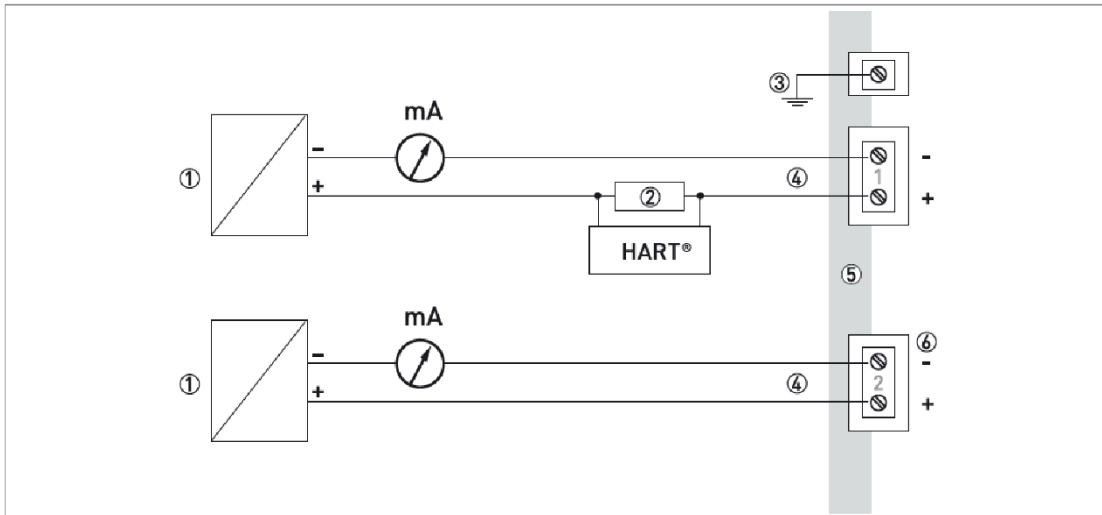 ③
mA
① - ④ 1 -
+ ② +
HART®
⑤
mA
⑥
① - ④ 2 -
+ +